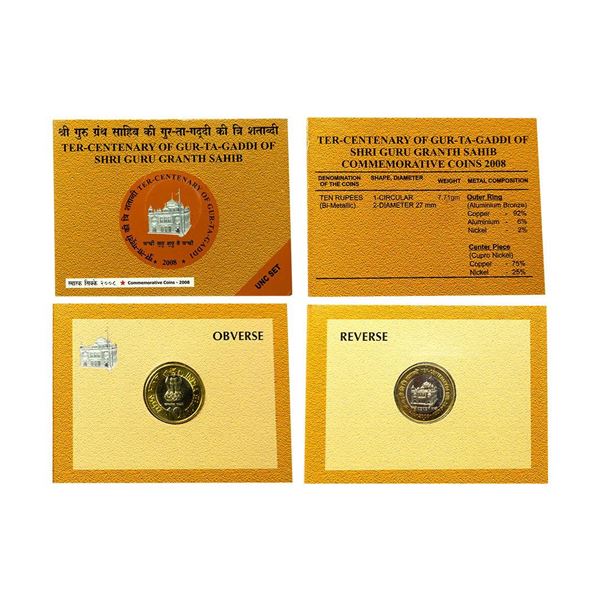 श्री गुरु ग्रंथ साहिब की गुर-ता-गद्दी की त्रि शताब्दी
TER-CENTENARY OF GUR-TA-GADDI OF
SHRI GURU GRANTH SAHIB
TER-CENTENARY OF GUR-TA-GADDI
2008
UNC SET
स्मारक सिक्के २००८ ★ Commemorative Coins - 2008
TER-CENTENARY OF GUR-TA-GADDI OF
SHRI GURU GRANTH SAHIB
COMMEMORATIVE COINS 2008
DENOMINATION OF THE COINS SHAPE, DIAMETER WEIGHT METAL COMPOSITION
TEN RUPEES 1-CIRCULAR 7.71gm Outer Ring
(Bi-Metallic) 2-DIAMETER 27 mm (Aluminium Bronze)
Copper - 92%
Aluminium - 6%
Nickel 2%
Center Piece
(Cupro Nickel)
Copper - 75%
Nickel - 25%
OBVERSE
10
REVERSE